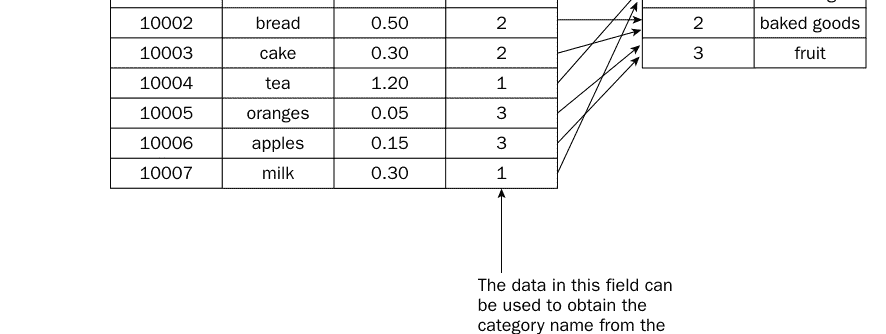 10002 bread 0.50 2
2 baked goods
10003 cake 0.30 2
3 fruit
10004 tea 1.20 1
10005 oranges 0.05 3
10006 apples 0.15 3
10007 milk 0.30 1
The data in this field can
be used to obtain the
category name from the